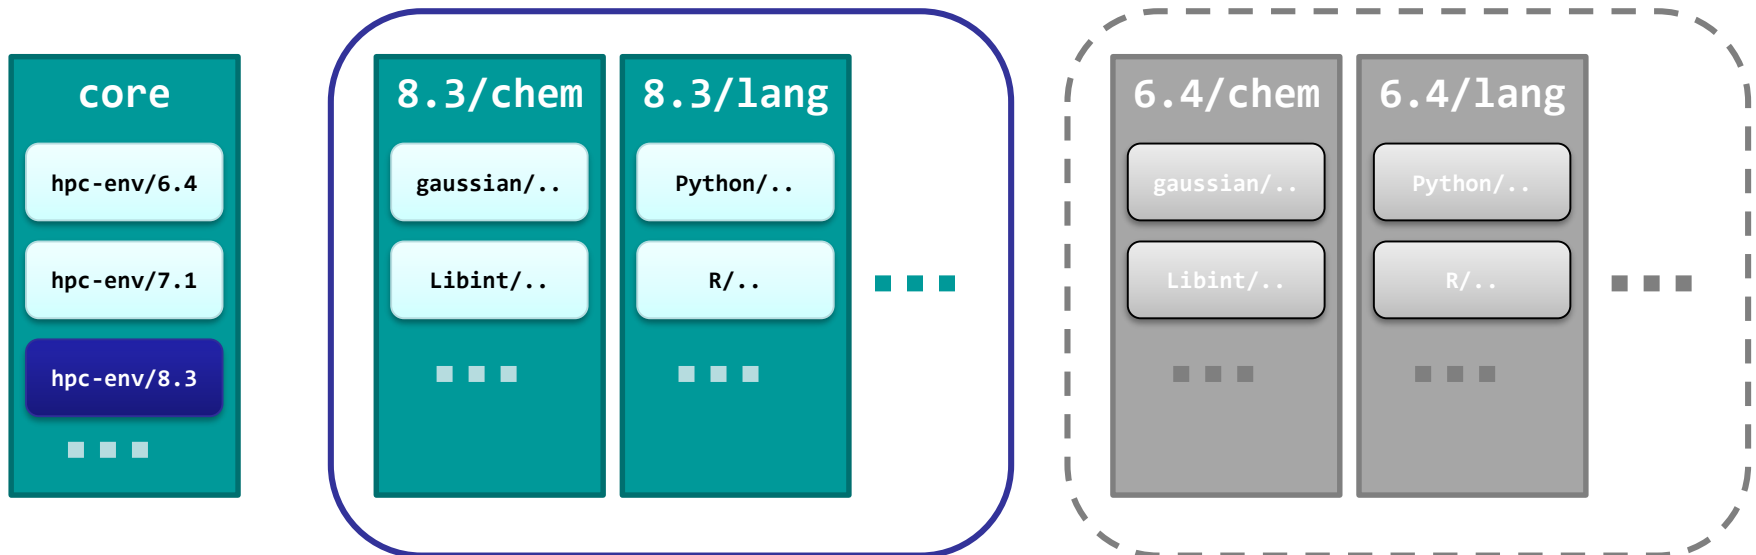 core
hpc-env/6.4
hpc-env/7.1
hpc-env/8.3
8.3/chem
gaussian/..
Libint/..
8.3/lang
Python/..
R/..
6.4/chem
gaussian/..
Libint/..
6.4/lang
Python/..
R/..